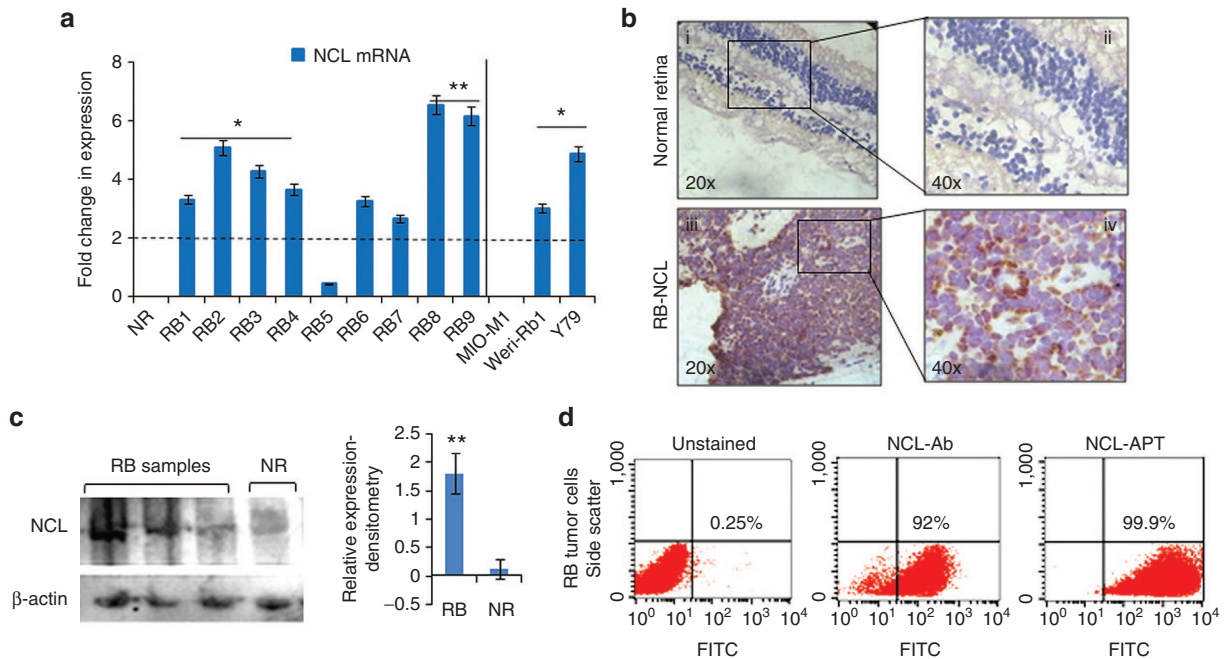 a
NCL mRNA
Fold change in expression
8
6
4
2
0
*
**
*
NR
RB1
RB2
RB3
RB4
RB5
RB6
RB7
RB8
RB9
MIO-M1
Weri-Rb1
Y79
b
Normal retina
i
20x
ii
40x
RB-NCL
iii
20x
iv
40x
c
RB samples
NR
NCL
β-actin
Relative expression-
densitometry
2.5
2
1.5
1
0.5
0
−0.5
**
RB
NR
d
RB tumor cells
Side scatter
Unstained
1,000
0
0.25%
10⁰ 10¹ 10² 10³ 10⁴
FITC
NCL-Ab
1,000
0
92%
10⁰ 10¹ 10² 10³ 10⁴
FITC
NCL-APT
1,000
0
99.9%
10⁰ 10¹ 10² 10³ 10⁴
FITC